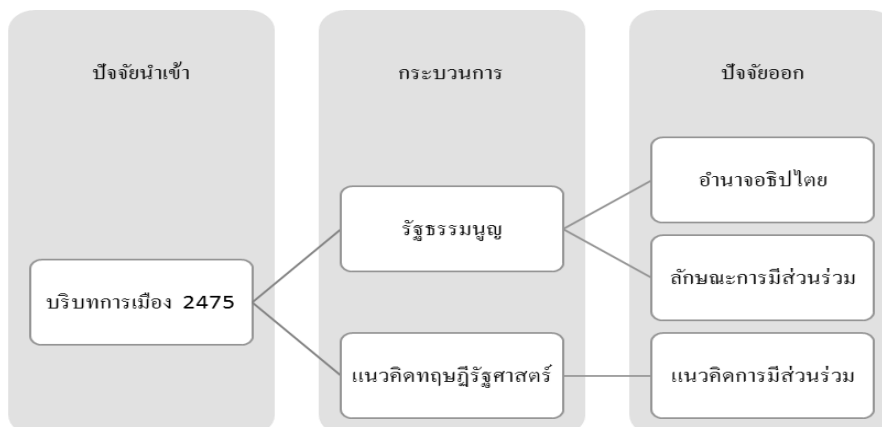 ปัจจัยนำเข้า
กระบวนการ
ปัจจัยออก
บริบทการเมือง 2475
รัฐธรรมนูญ
แนวคิดทฤษฎีรัฐศาสตร์
อำนาจอธิปไตย
ลักษณะการมีส่วนร่วม
แนวคิดการมีส่วนร่วม